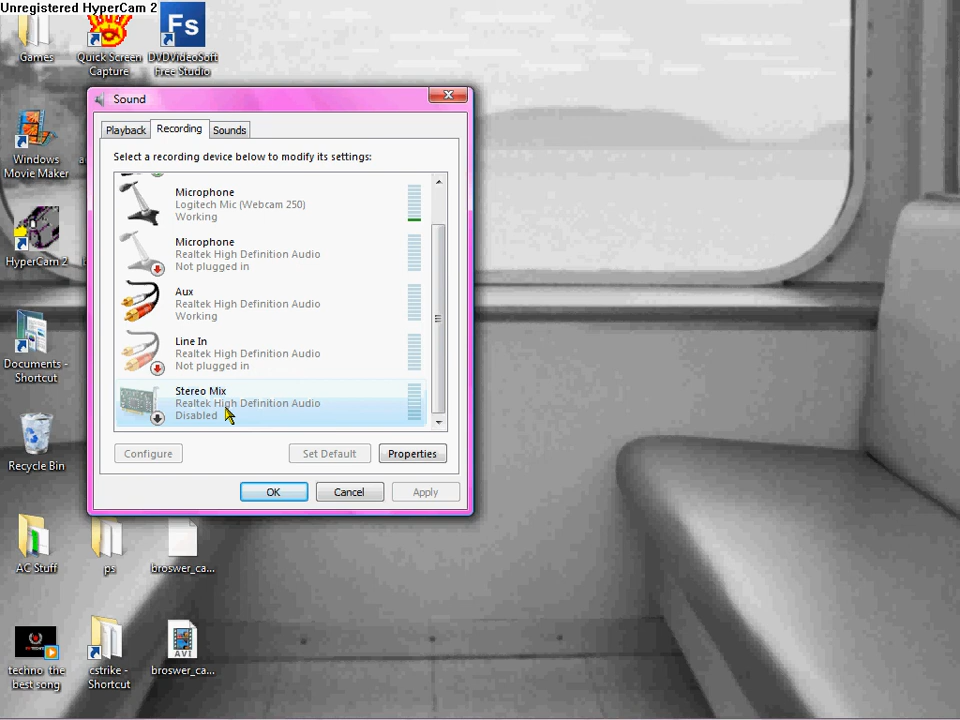 Unregistered HyperCam 2
Games
Quick Screen
Capture
Fs
DVDVideoSoft
Free Studio
Sound
Playback
Recording
Sounds
Select a recording device below to modify its settings:
Windows
Movie Maker
Microphone
Logitech Mic (Webcam 250)
Working
HyperCam 2
Microphone
Realtek High Definition Audio
Not plugged in
Aux
Realtek High Definition Audio
Working
Documents -
Shortcut
Line In
Realtek High Definition Audio
Not plugged in
Stereo Mix
Realtek High Definition Audio
Disabled
Recycle Bin
Configure
Set Default
Properties
OK
Cancel
Apply
AC Stuff
ps
broswer_ca...
techno the
best song
cstrike -
Shortcut
AVI
broswer_ca...